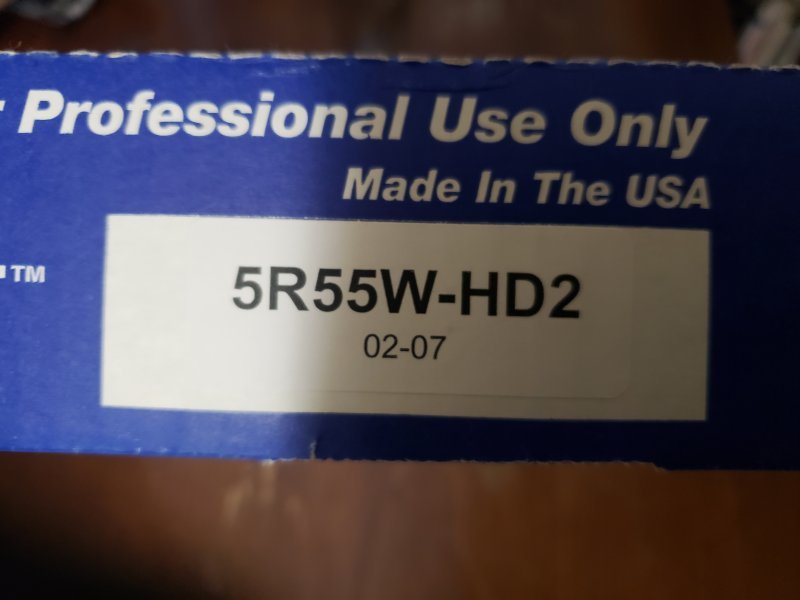 Professional Use Only
Made In The USA
TM
5R55W-HD2
02-07